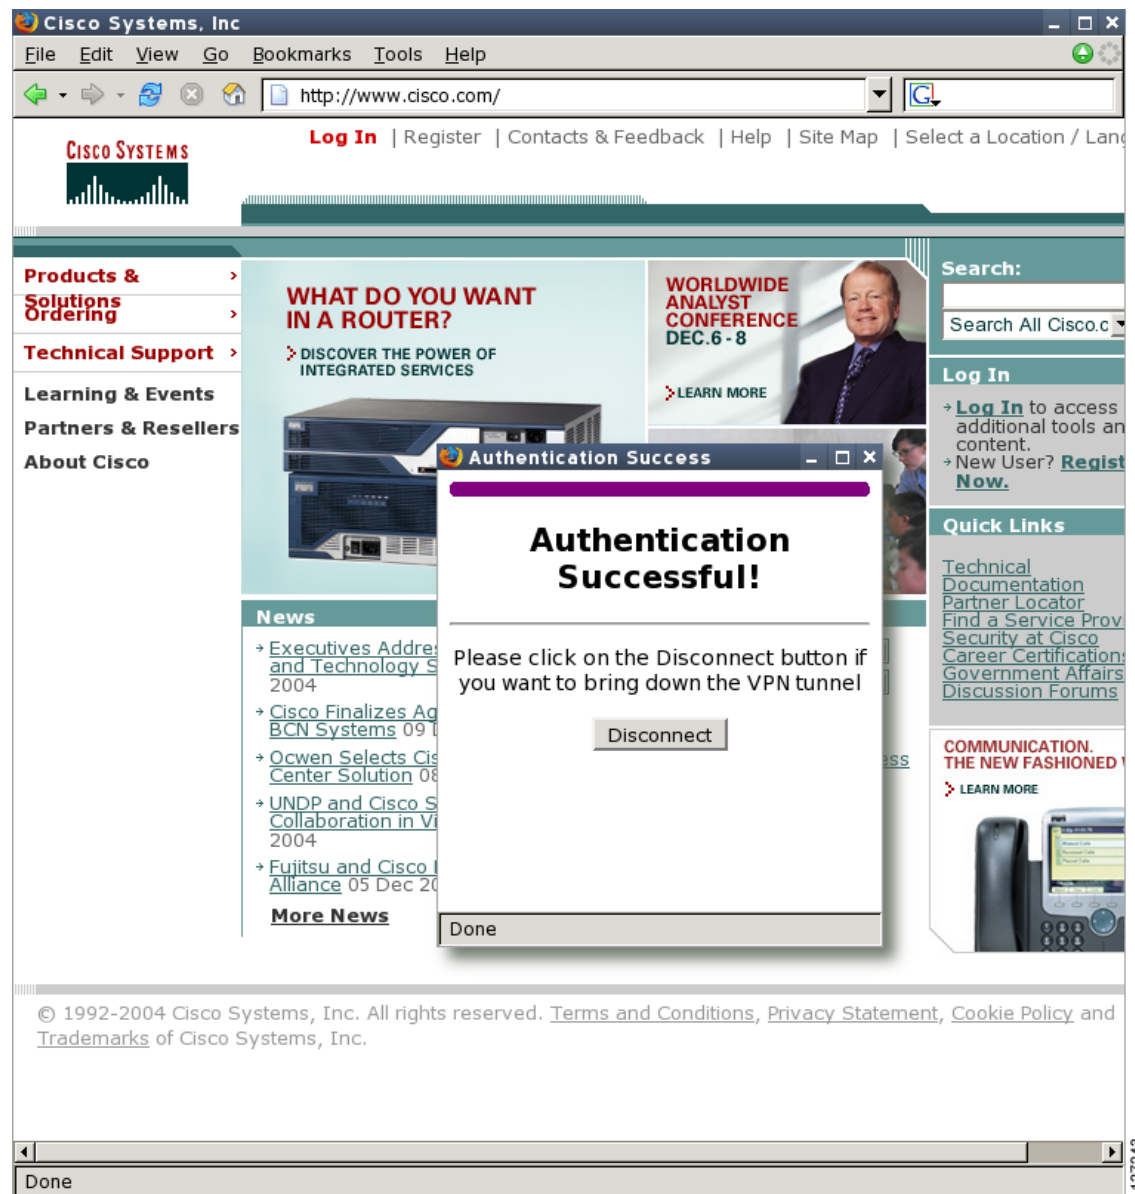 Cisco Systems, Inc
File Edit View Go Bookmarks Tools Help
http://www.cisco.com/
G
Log In | Register | Contacts & Feedback | Help | Site Map | Select a Location / Lang
CISCO SYSTEMS
Products &
Solutions
Ordering
Technical Support
Learning & Events
Partners & Resellers
About Cisco
WHAT DO YOU WANT
IN A ROUTER?
DISCOVER THE POWER OF
INTEGRATED SERVICES
WORLDWIDE
ANALYST
CONFERENCE
DEC.6 - 8
LEARN MORE
Search:
Search All Cisco.c
Log In
Log In to access
additional tools an
content.
New User? Regist
Now.
Quick Links
Technical
Documentation
Partner Locator
Find a Service Prov
Security at Cisco
Career Certifications
Government Affairs
Discussion Forums
COMMUNICATION.
THE NEW FASHIONED
LEARN MORE
News
Executives Addre
and Technology S
2004
Cisco Finalizes Ag
BCN Systems 09 D
Ocwen Selects Cis
Center Solution 08
UNDP and Cisco S
Collaboration in Vi
2004
Fujitsu and Cisco
Alliance 05 Dec 20
More News
ess
Authentication Success
Authentication
Successful!
Please click on the Disconnect button if
you want to bring down the VPN tunnel
Disconnect
Done
© 1992-2004 Cisco Systems, Inc. All rights reserved. Terms and Conditions, Privacy Statement, Cookie Policy and
Trademarks of Cisco Systems, Inc.
Done